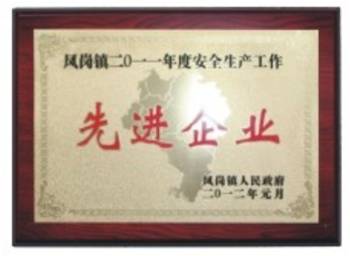 凤岗镇二〇一一年度安全生产工作
先进企业
凤岗镇人民政府
二〇一二年元月